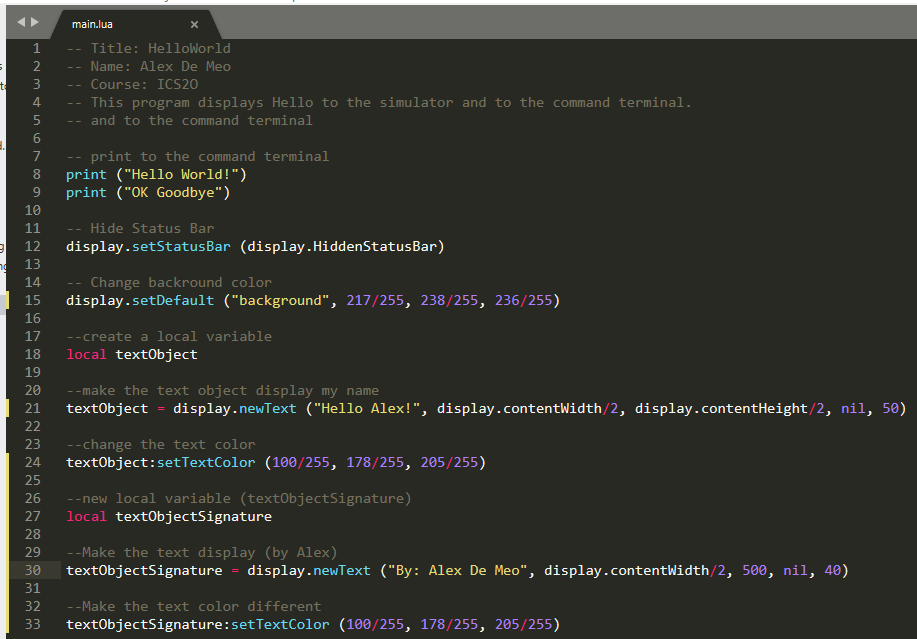 main.lua ×
1 -- Title: HelloWorld
2 -- Name: Alex De Meo
3 -- Course: ICS2O
4 -- This program displays Hello to the simulator and to the command terminal.
5 -- and to the command terminal
6
7 -- print to the command terminal
8 print ("Hello World!")
9 print ("OK Goodbye")
10
11 -- Hide Status Bar
12 display.setStatusBar (display.HiddenStatusBar)
13
14 -- Change backround color
15 display.setDefault ("background", 217/255, 238/255, 236/255)
16
17 --create a local variable
18 local textObject
19
20 --make the text object display my name
21 textObject = display.newText ("Hello Alex!", display.contentWidth/2, display.contentHeight/2, nil, 50)
22
23 --change the text color
24 textObject:setTextColor (100/255, 178/255, 205/255)
25
26 --new local variable (textObjectSignature)
27 local textObjectSignature
28
29 --Make the text display (by Alex)
30 textObjectSignature = display.newText ("By: Alex De Meo", display.contentWidth/2, 500, nil, 40)
31
32 --Make the text color different
33 textObjectSignature:setTextColor (100/255, 178/255, 205/255)